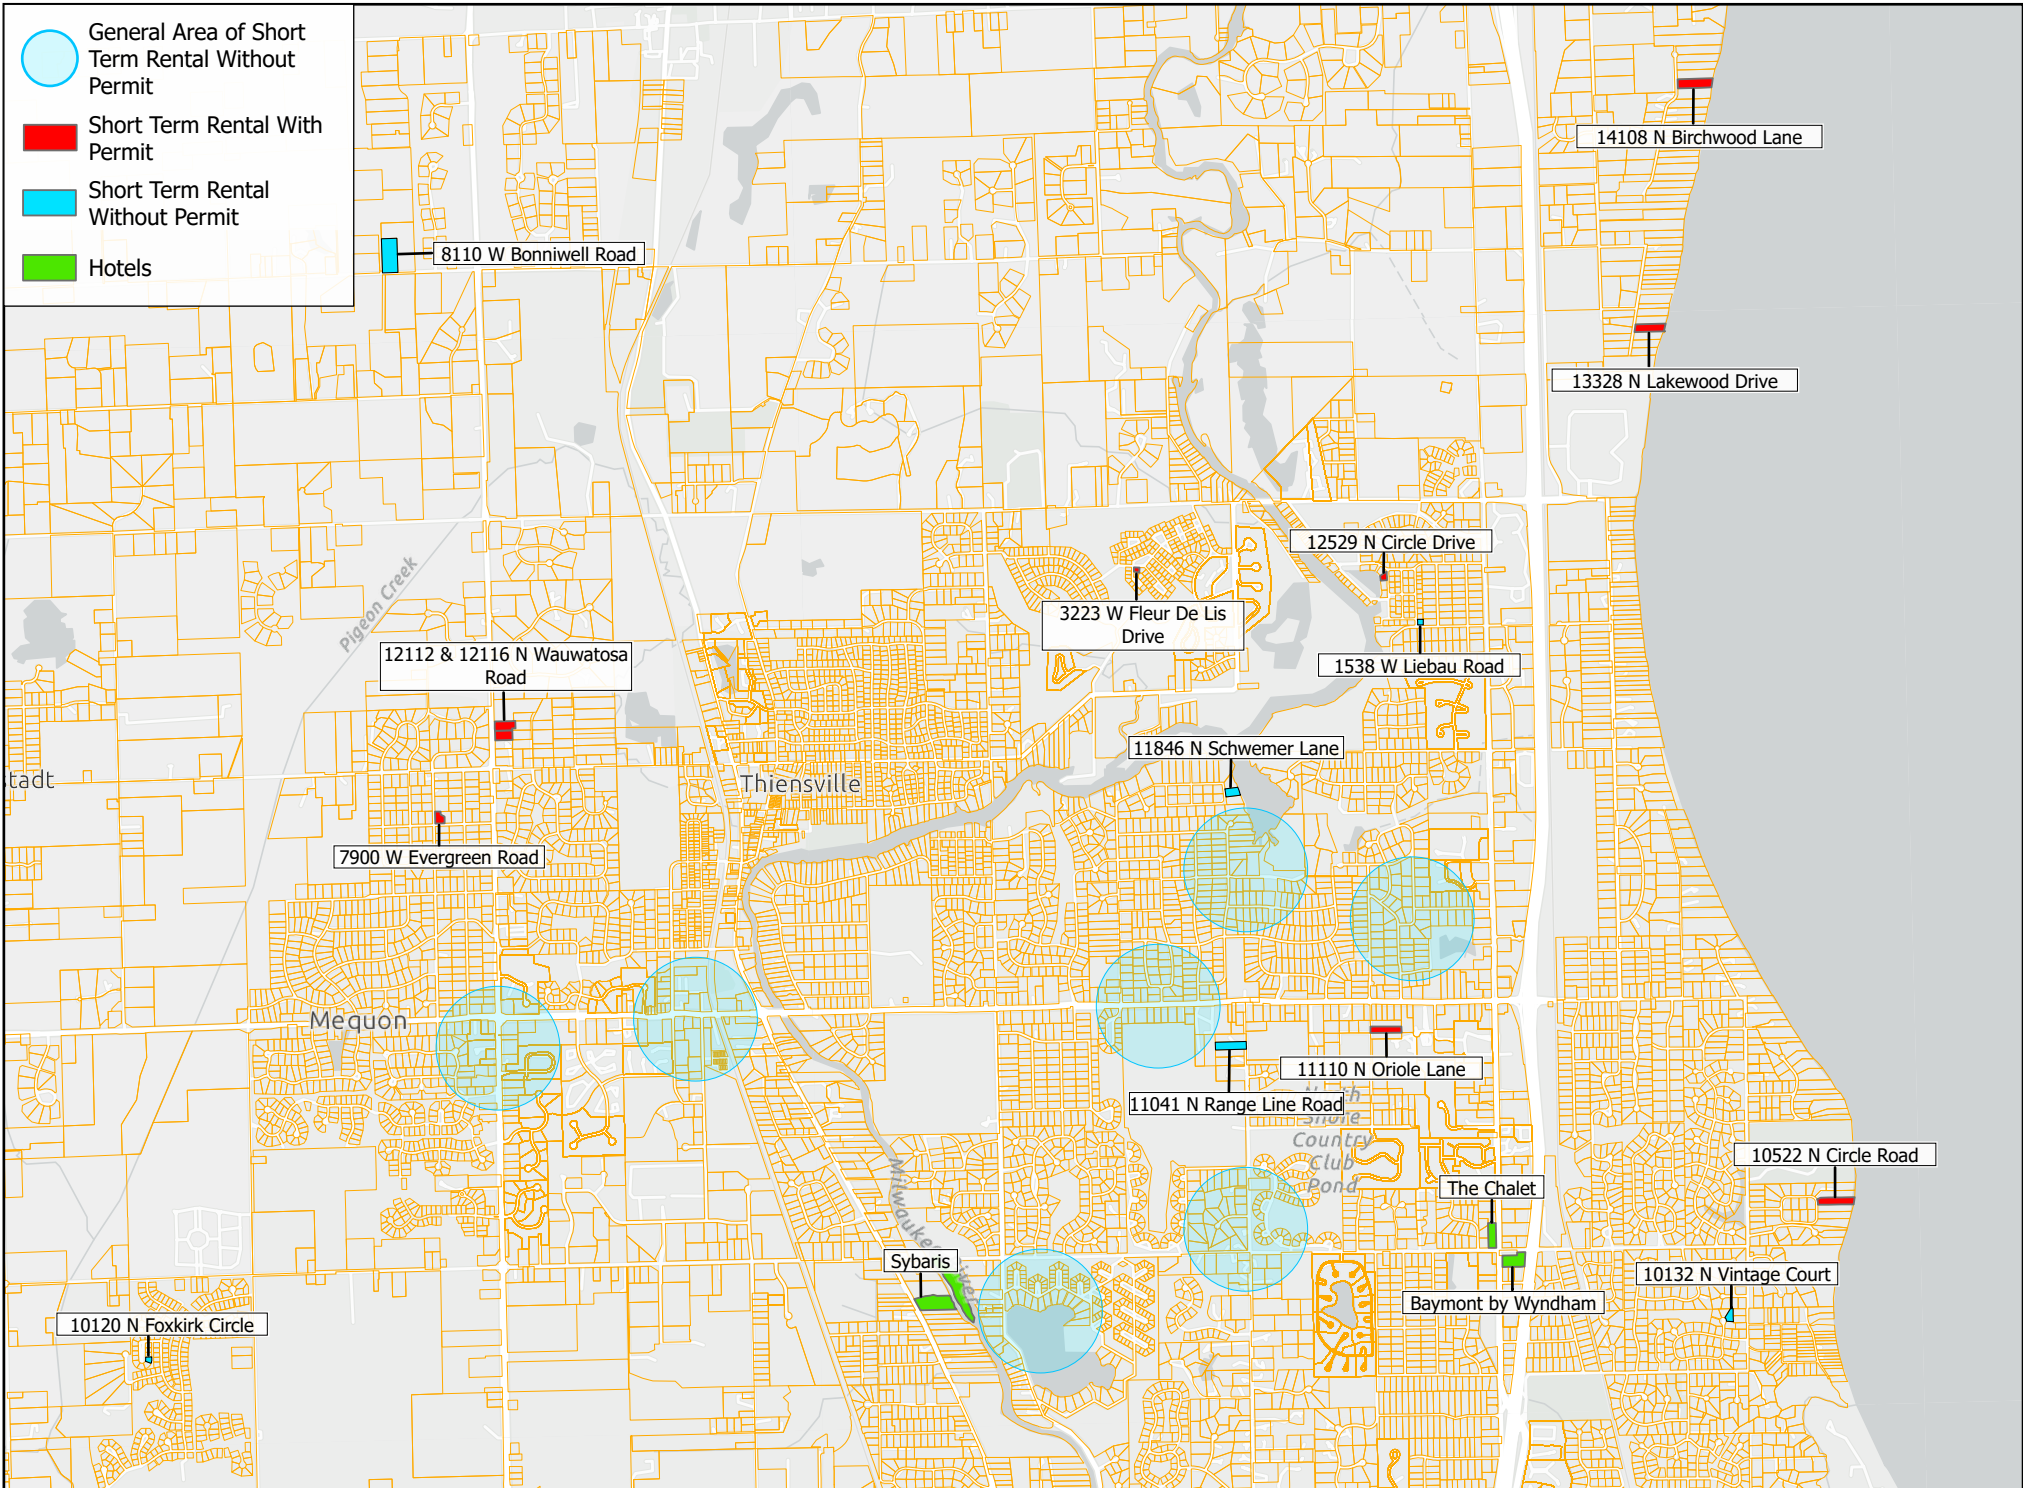 General Area of Short
Term Rental Without
Permit
Short Term Rental With
Permit
Short Term Rental
Without Permit
Hotels
14108 N Birchwood Lane
8110 W Bonniwell Road
13328 N Lakewood Drive
12529 N Circle Drive
Pigeon Creek
3223 W Fleur De Lis
Drive
12112 & 12116 N Wauwatosa
Road
1538 W Liebau Road
11846 N Schwemer Lane
stadt
Thiensville
7900 W Evergreen Road
Mequon
11110 N Oriole Lane
11041 N Range Line Road
Shore
Country
Club
Pond
10522 N Circle Road
The Chalet
Milwaukee
Sybaris
10132 N Vintage Court
Baymont by Wyndham
10120 N Foxkirk Circle